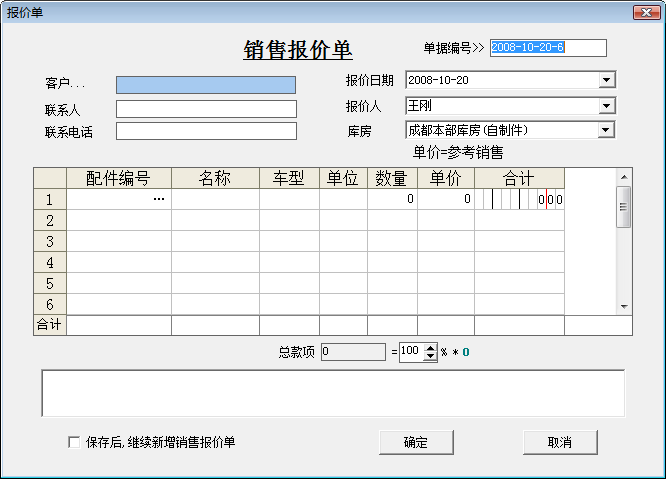 报价单
销售报价单
单据编号>> 2008-10-20-6
客户...
报价日期 2008-10-20
联系人
报价人 王刚
联系电话
库房 成都本部库房(自制件)
单价=参考销售
配件编号 名称 车型 单位 数量 单价 合计
1 ... 0 0 000
2
3
4
5
6
合计
总款项 0 =100 % * 0
保存后,继续新增销售报价单 确定 取消